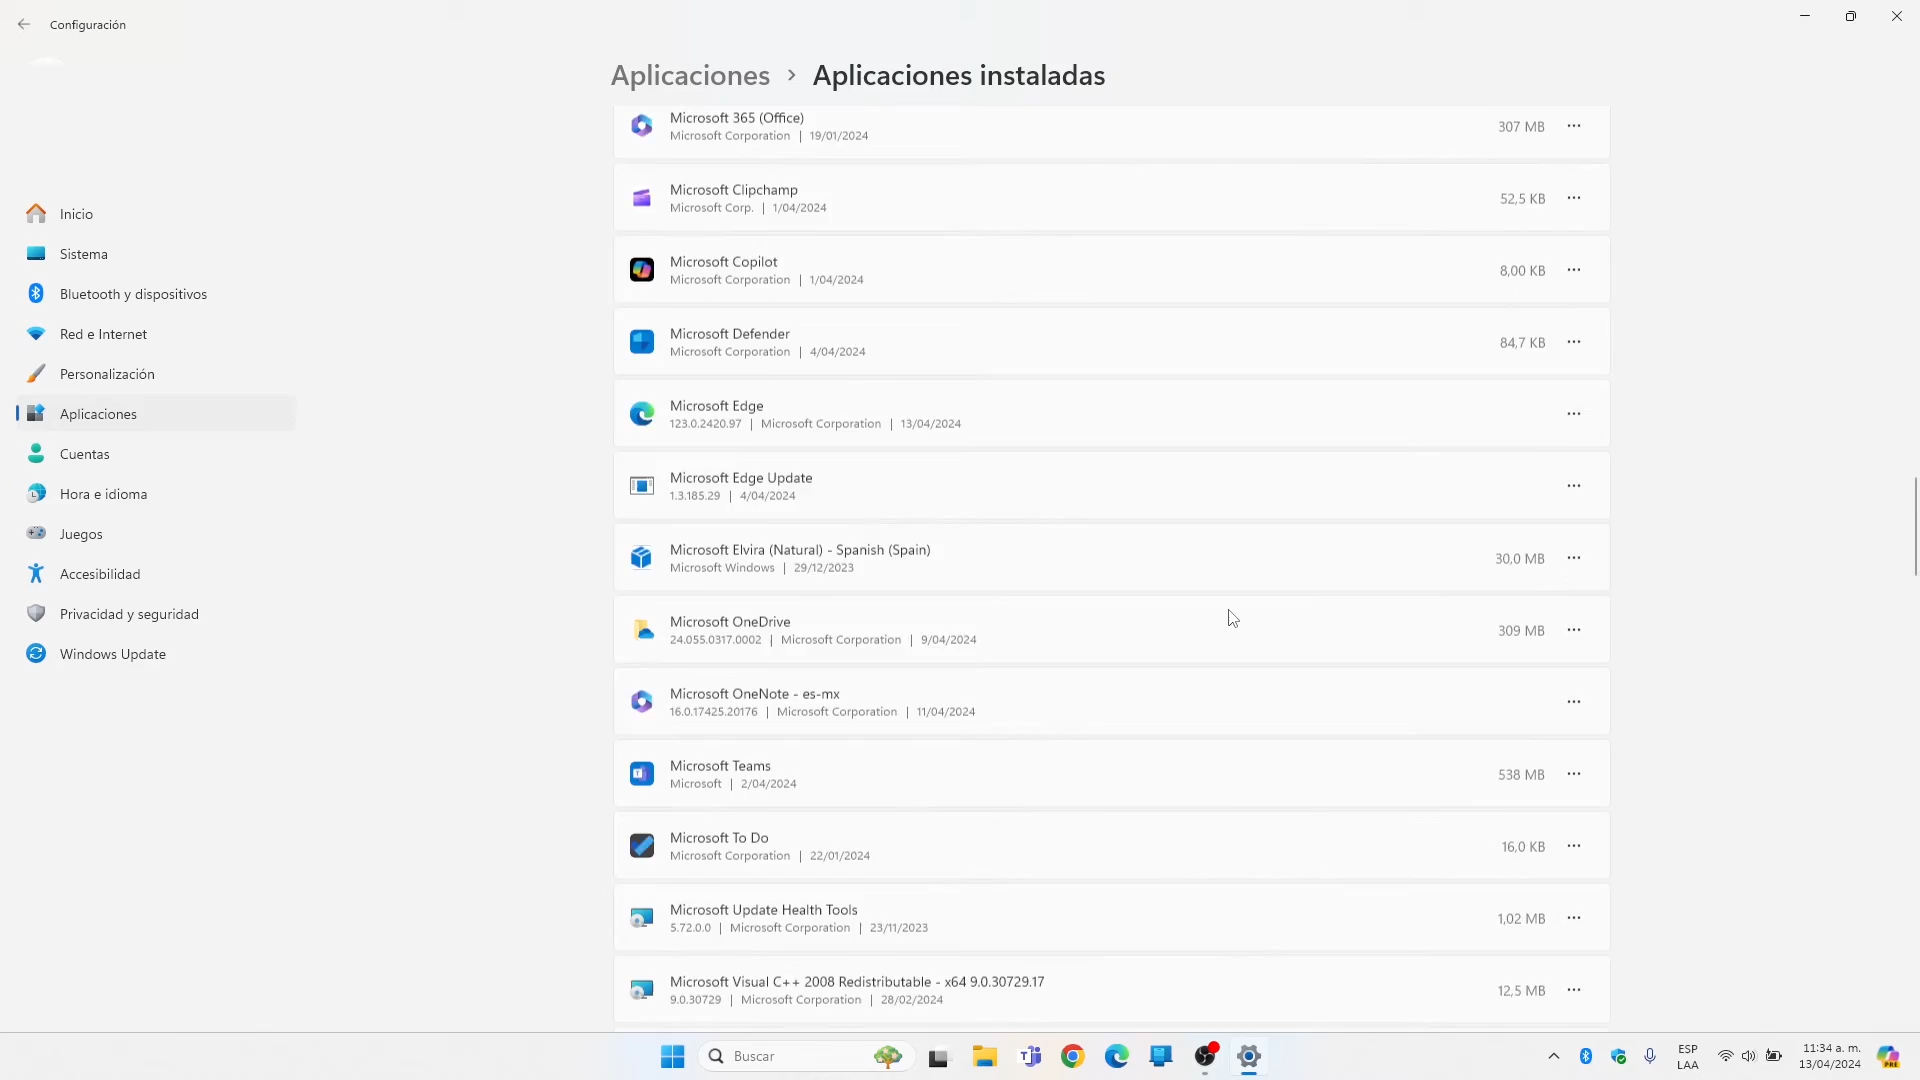 Configuración
Aplicaciones > Aplicaciones instaladas
Inicio
Sistema
Bluetooth y dispositivos
Red e Internet
Personalización
Aplicaciones
Cuentas
Hora e idioma
Juegos
Accesibilidad
Privacidad y seguridad
Windows Update
Microsoft 365 (Office)
307 MB
Microsoft Corporation | 19/01/2024
Microsoft Clipchamp
52,5 KB
Microsoft Corp. | 1/04/2024
Microsoft Copilot
8,00 KB
Microsoft Corporation | 1/04/2024
Microsoft Defender
84,7 KB
Microsoft Corporation | 4/04/2024
Microsoft Edge
123.0.2420.97 | Microsoft Corporation | 13/04/2024
Microsoft Edge Update
1.3.185.29 | 4/04/2024
Microsoft Elvira (Natural) - Spanish (Spain)
30,0 MB
Microsoft Windows | 29/12/2023
Microsoft OneDrive
309 MB
24.055.0317.0002 | Microsoft Corporation | 9/04/2024
Microsoft OneNote - es-mx
16.0.17425.20176 | Microsoft Corporation | 11/04/2024
Microsoft Teams
538 MB
Microsoft | 2/04/2024
Microsoft To Do
16,0 KB
Microsoft Corporation | 22/01/2024
Microsoft Update Health Tools
1,02 MB
5.72.0.0 | Microsoft Corporation | 23/11/2023
Microsoft Visual C++ 2008 Redistributable - x64 9.0.30729.17
12,5 MB
9.0.30729 | Microsoft Corporation | 28/02/2024
Buscar
ESP
LAA
11:34 a. m.
13/04/2024
PRE